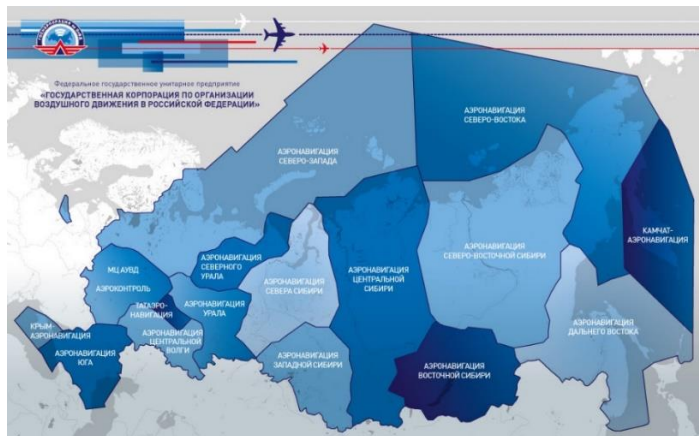 Федеральное государственное унитарное предприятие
«ГОСУДАРСТВЕННАЯ КОРПОРАЦИЯ ПО ОРГАНИЗАЦИИ
ВОЗДУШНОГО ДВИЖЕНИЯ В РОССИЙСКОЙ ФЕДЕРАЦИИ»
АЭРОНАВИГАЦИЯ
СЕВЕРО-ВОСТОКА
АЭРОНАВИГАЦИЯ
СЕВЕРО-ЗАПАДА
КАМЧАТ-
АЭРОНАВИГАЦИЯ
АЭРОНАВИГАЦИЯ
СЕВЕРНОГО
УРАЛА
АЭРОНАВИГАЦИЯ
СЕВЕРО-ВОСТОЧНОЙ СИБИРИ
МЦ АУВД
АЭРОКОНТРОЛЬ
АЭРОНАВИГАЦИЯ
СЕВЕРА СИБИРИ
АЭРОНАВИГАЦИЯ
ЦЕНТРАЛЬНОЙ
СИБИРИ
ТАТАЭРО-
НАВИГАЦИЯ
АЭРОНАВИГАЦИЯ
УРАЛА
КРЫМ-
АЭРОНАВИГАЦИЯ
АЭРОНАВИГАЦИЯ
ЦЕНТРАЛЬНОЙ
ВОЛГИ
АЭРОНАВИГАЦИЯ
ДАЛЬНЕГО ВОСТОКА
АЭРОНАВИГАЦИЯ
ЮГА
АЭРОНАВИГАЦИЯ
ЗАПАДНОЙ СИБИРИ
АЭРОНАВИГАЦИЯ
ВОСТОЧНОЙ СИБИРИ